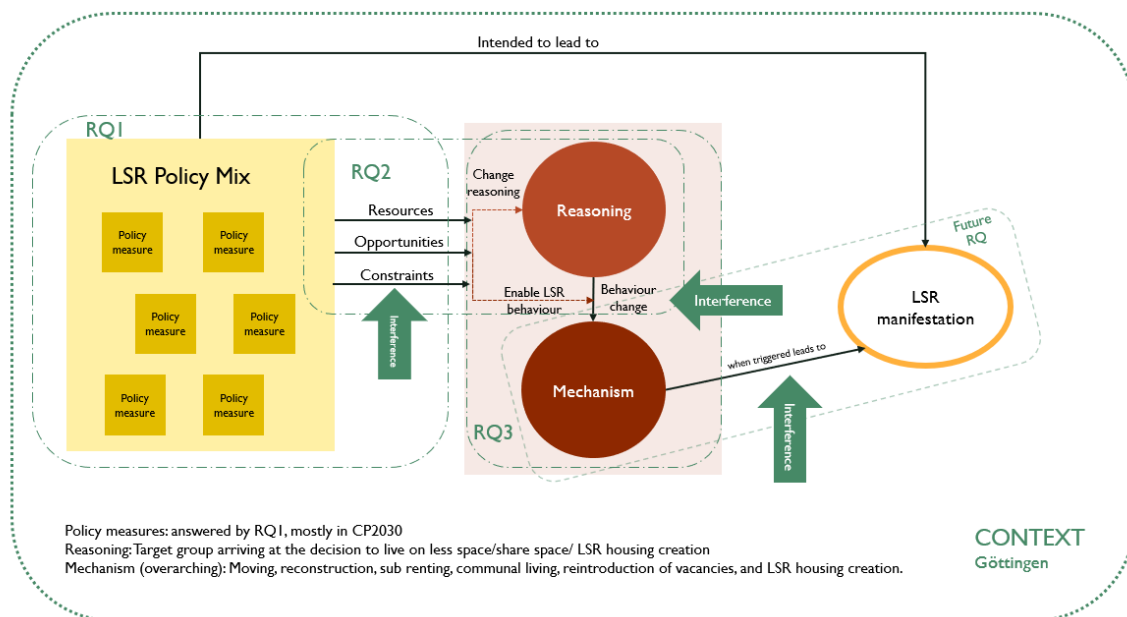 Intended to lead to
RQ1
LSR Policy Mix
Policy
measure
Policy
measure
Policy
measure
Policy
measure
Policy
measure
Policy
measure
RQ2
Resources
Opportunities
Constraints
Interference
Change
reasoning
Reasoning
Enable LSR
behaviour
Behaviour
change
Interference
Mechanism
RQ3
when triggered leads to
Interference
Future
RQ
LSR
manifestation
Policy measures: answered by RQ1, mostly in CP2030
Reasoning: Target group arriving at the decision to live on less space/share space/ LSR housing creation
Mechanism (overarching): Moving, reconstruction, sub renting, communal living, reintroduction of vacancies, and LSR housing creation.
CONTEXT
Göttingen